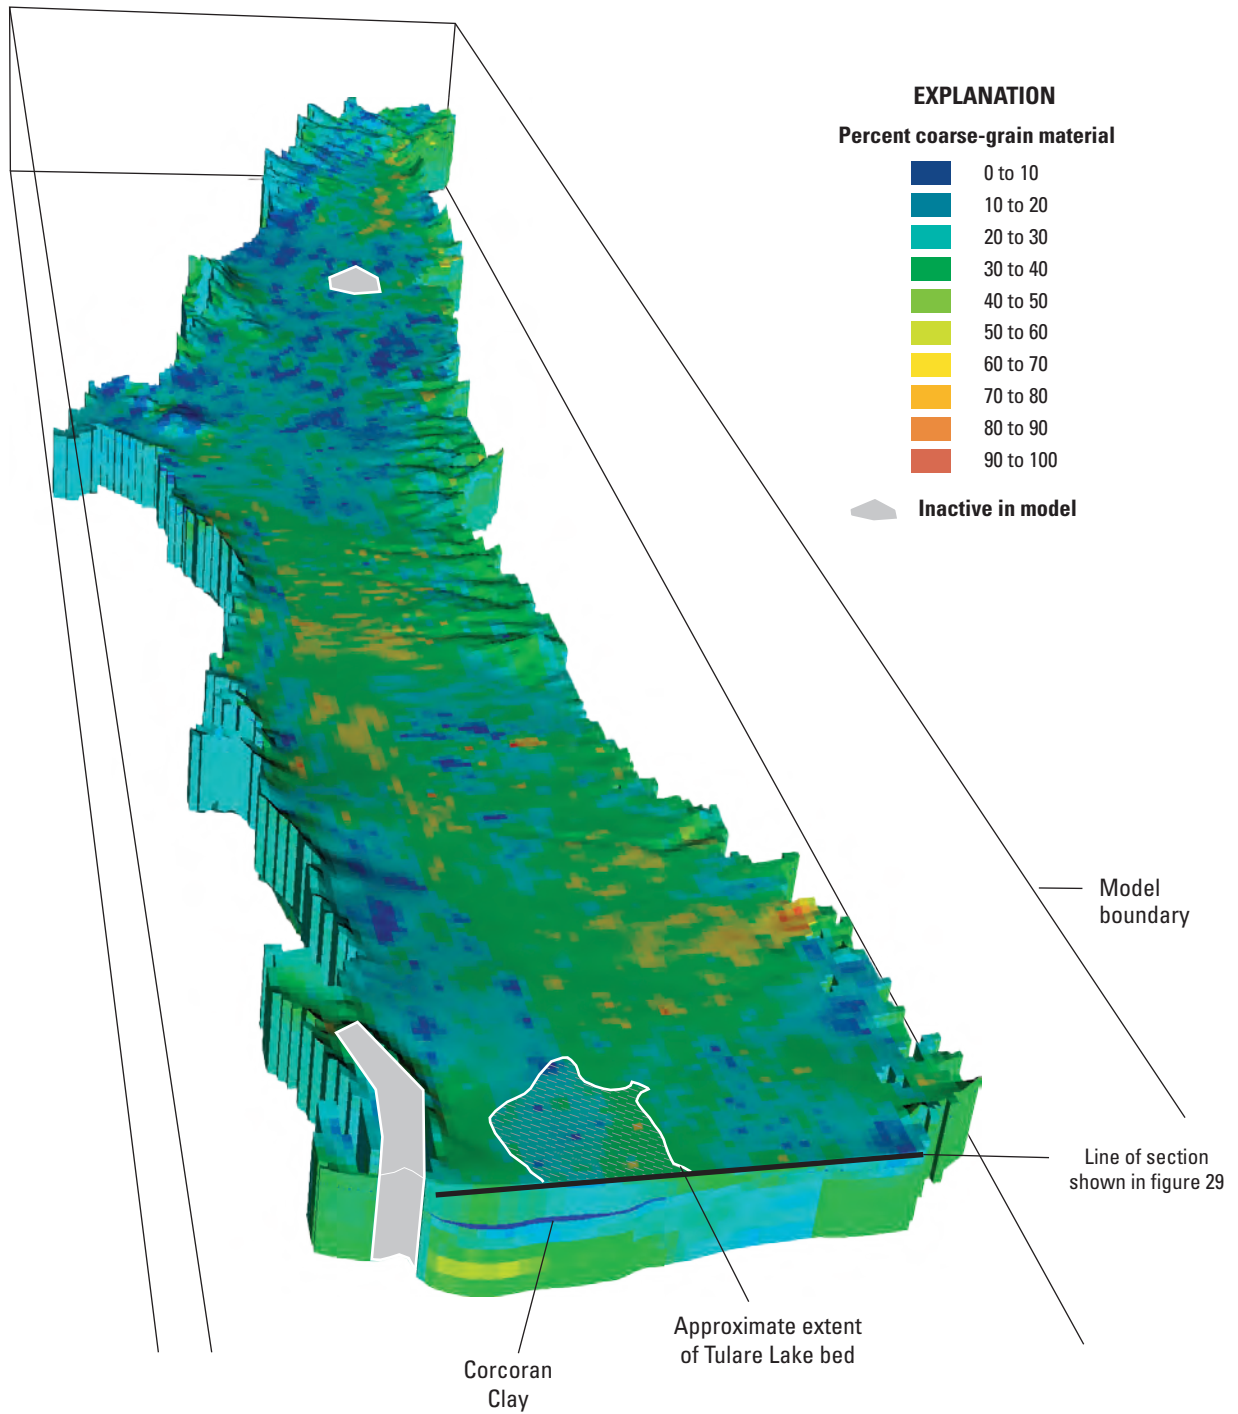 EXPLANATION
Percent coarse-grain material
0 to 10
10 to 20
20 to 30
30 to 40
40 to 50
50 to 60
60 to 70
70 to 80
80 to 90
90 to 100
Inactive in model
Model
boundary
Line of section
shown in figure 29
Approximate extent
of Tulare Lake bed
Corcoran
Clay